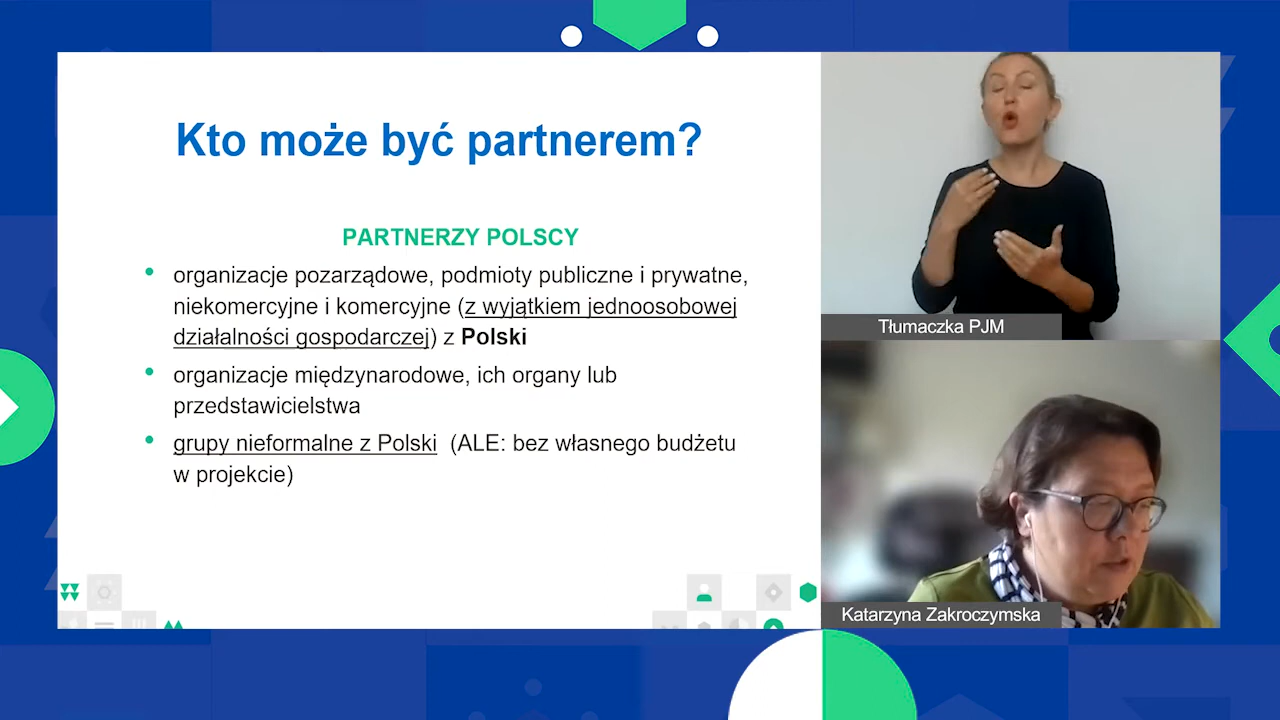 Kto może być partnerem?
PARTNERZY POLSCY
• organizacje pozarządowe, podmioty publiczne i prywatne,
niekomercyjne i komercyjne (z wyjątkiem jednoosobowej
działalności gospodarczej) z Polski
• organizacje międzynarodowe, ich organy lub
przedstawicielstwa
• grupy nieformalne z Polski (ALE: bez własnego budżetu
w projekcie)
Tłumaczka PJM
Katarzyna Zakroczymska